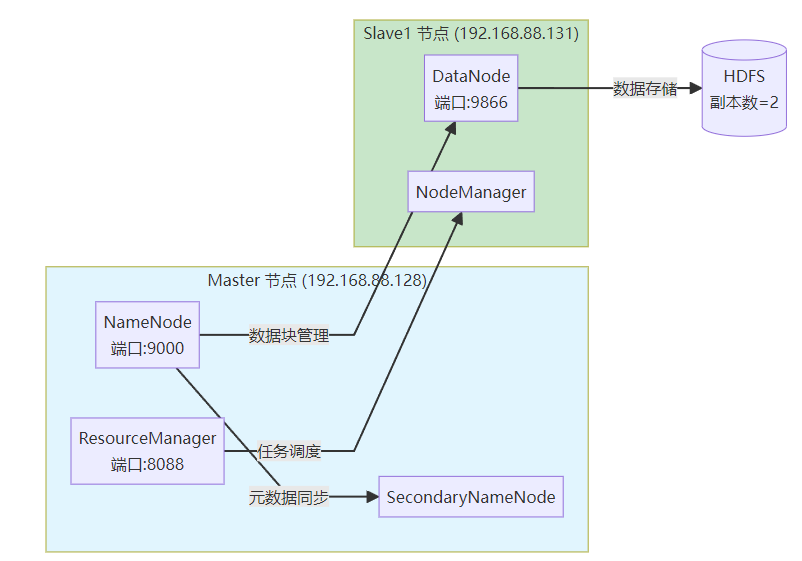 Slave1 节点 (192.168.88.131)
DataNode
端口:9866
数据存储
HDFS
副本数=2
NodeManager
Master 节点 (192.168.88.128)
NameNode
端口:9000
数据块管理
ResourceManager
端口:8088
任务调度
元数据同步
SecondaryNameNode